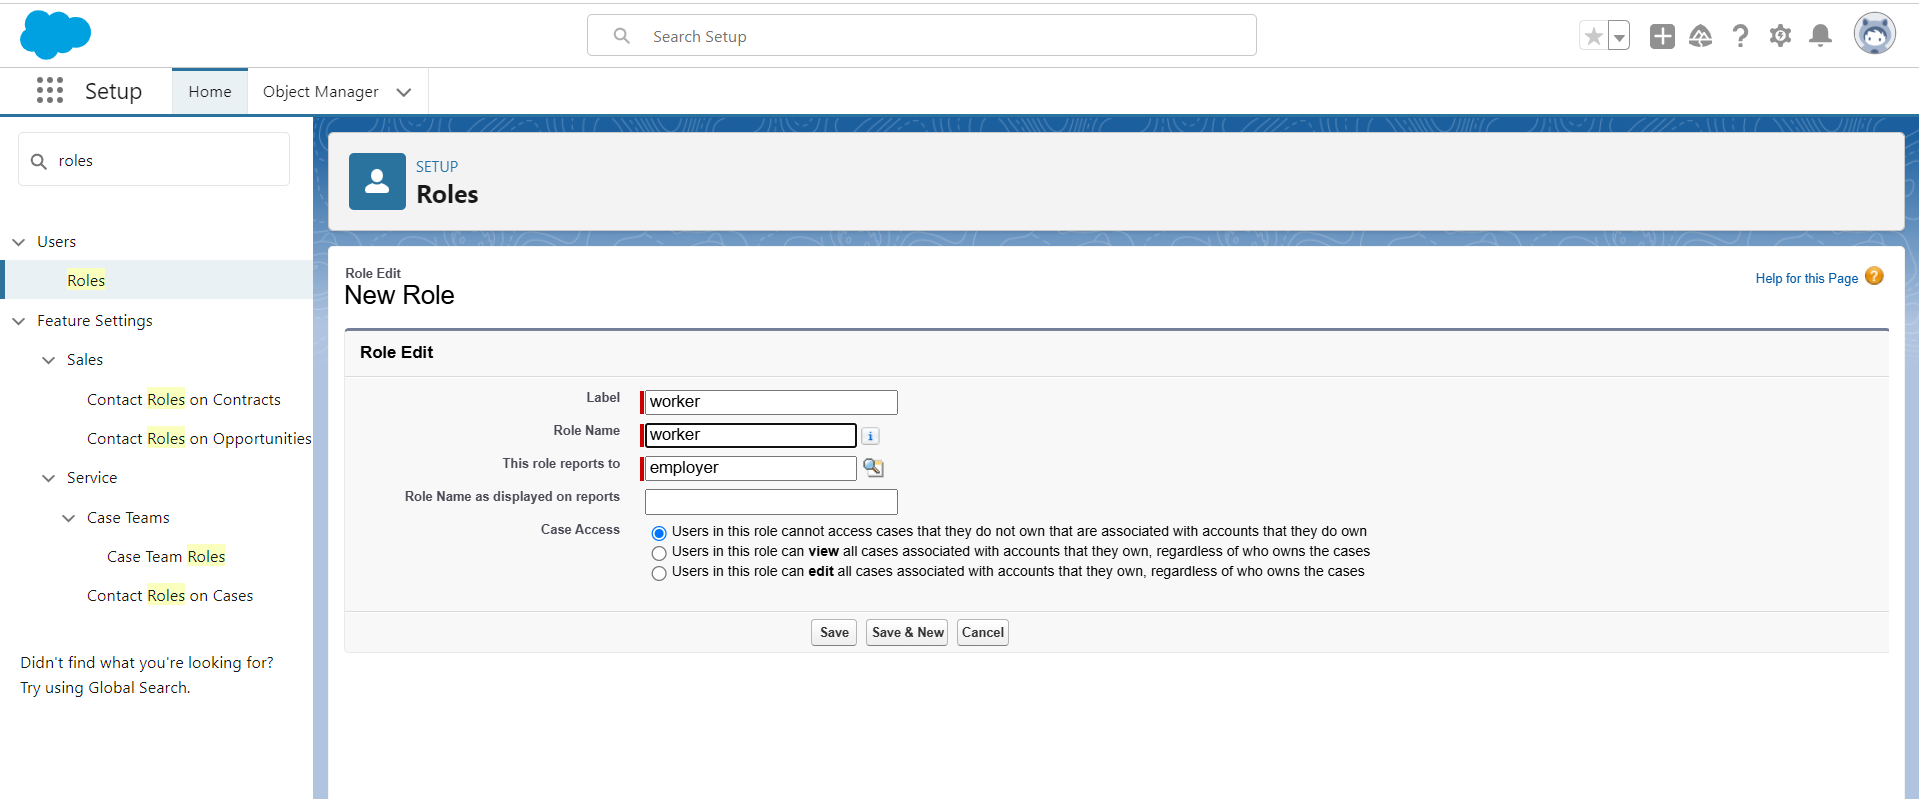 Search Setup
Setup
Home
Object Manager
roles
Users
Roles
Feature Settings
Sales
Contact Roles on Contracts
Contact Roles on Opportunities
Service
Case Teams
Case Team Roles
Contact Roles on Cases
Didn't find what you're looking for?
Try using Global Search.
SETUP
Roles
Role Edit
New Role
Help for this Page
Role Edit
Label worker
Role Name worker
This role reports to employer
Role Name as displayed on reports
Case Access Users in this role cannot access cases that they do not own that are associated with accounts that they do own
Users in this role can view all cases associated with accounts that they own, regardless of who owns the cases
Users in this role can edit all cases associated with accounts that they own, regardless of who owns the cases
Save Save & New Cancel